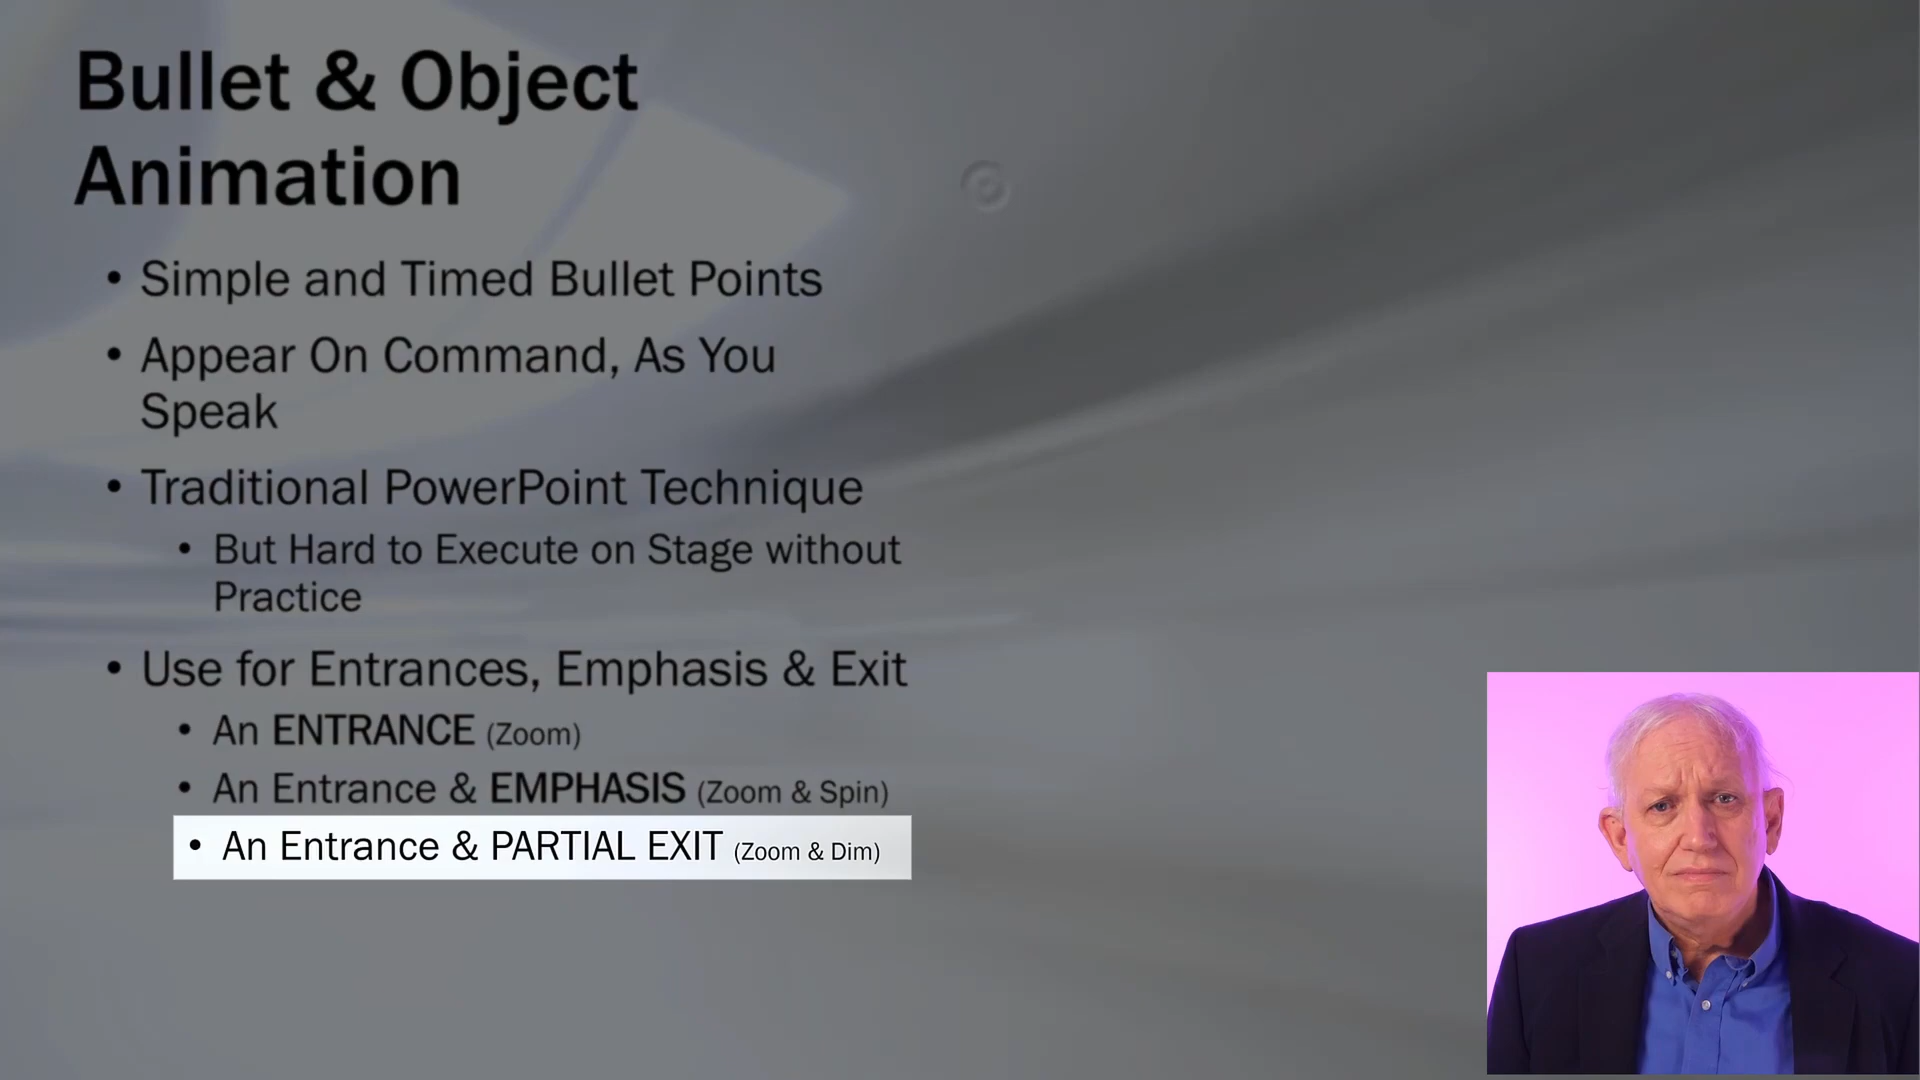 Bullet & Object
Animation
• Simple and Timed Bullet Points
• Appear On Command, As You
Speak
• Traditional PowerPoint Technique
• But Hard to Execute on Stage without
Practice
• Use for Entrances, Emphasis & Exit
• An ENTRANCE (Zoom)
• An Entrance & EMPHASIS (Zoom & Spin)
• An Entrance & PARTIAL EXIT (Zoom & Dim)